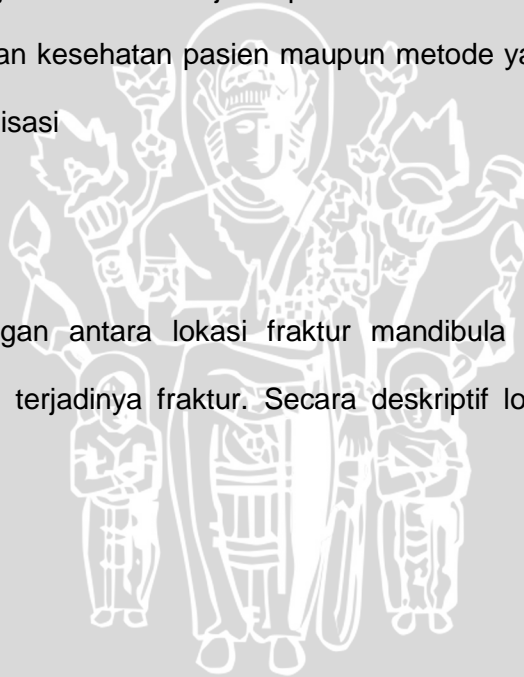 an kesehatan pasien maupun metode ya
isasi
gan antara lokasi fraktur mandibula
terjadinya fraktur. Secara deskriptif lo